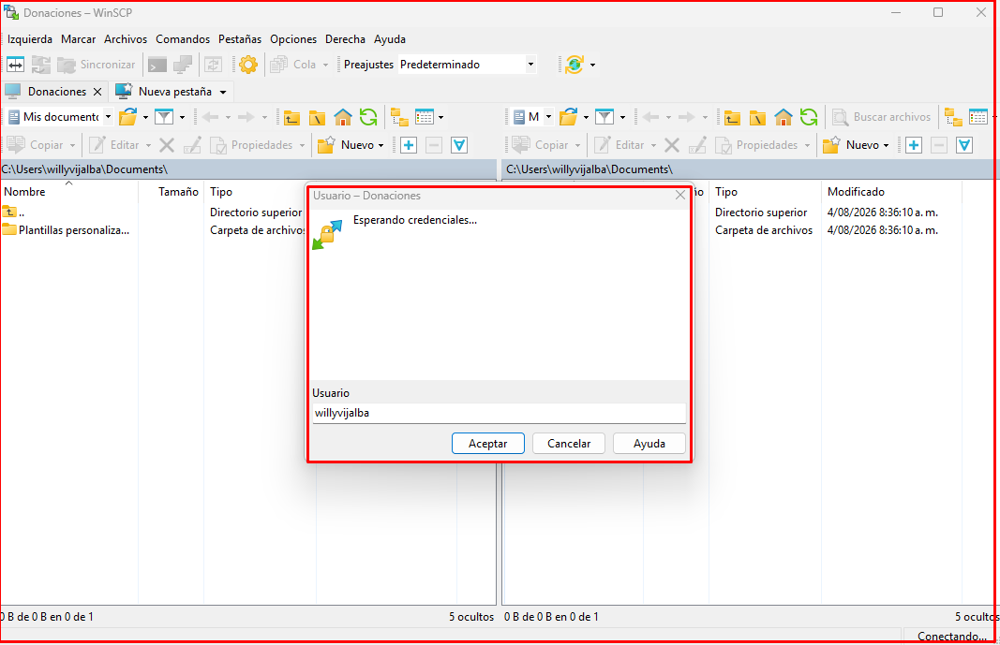 Donaciones – WinSCP
Izquierda Marcar Archivos Comandos Pestañas Opciones Derecha Ayuda
Sincronizar Cola Preajustes Predeterminado
Donaciones Nueva pestaña
Mis documento M Buscar archivos
Copiar Editar Propiedades Nuevo Copiar Editar Propiedades Nuevo
C:\Users\willyvijalba\Documents\ C:\Users\willyvijalba\Documents\
Nombre Tamaño Tipo ño Tipo Modificado
.. Directorio superior Directorio superior 4/08/2026 8:36:10 a. m.
Plantillas personaliza... Carpeta de archivos Carpeta de archivos 4/08/2026 8:36:10 a. m.
Usuario – Donaciones
Esperando credenciales...
Usuario
willyvijalba
Aceptar Cancelar Ayuda
0 B de 0 B en 0 de 1 5 ocultos 0 B de 0 B en 0 de 1 5 ocultos
Conectando...